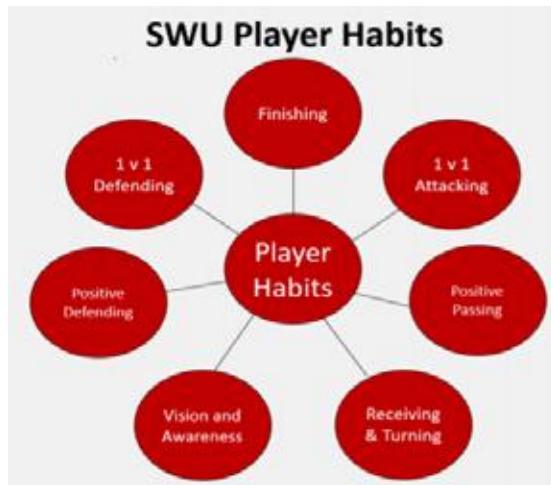 SWU Player Habits
Finishing
1 v 1
Defending
1 v 1
Attacking
Player
Habits
Positive
Defending
Positive
Passing
Vision and
Awareness
Receiving
& Turning